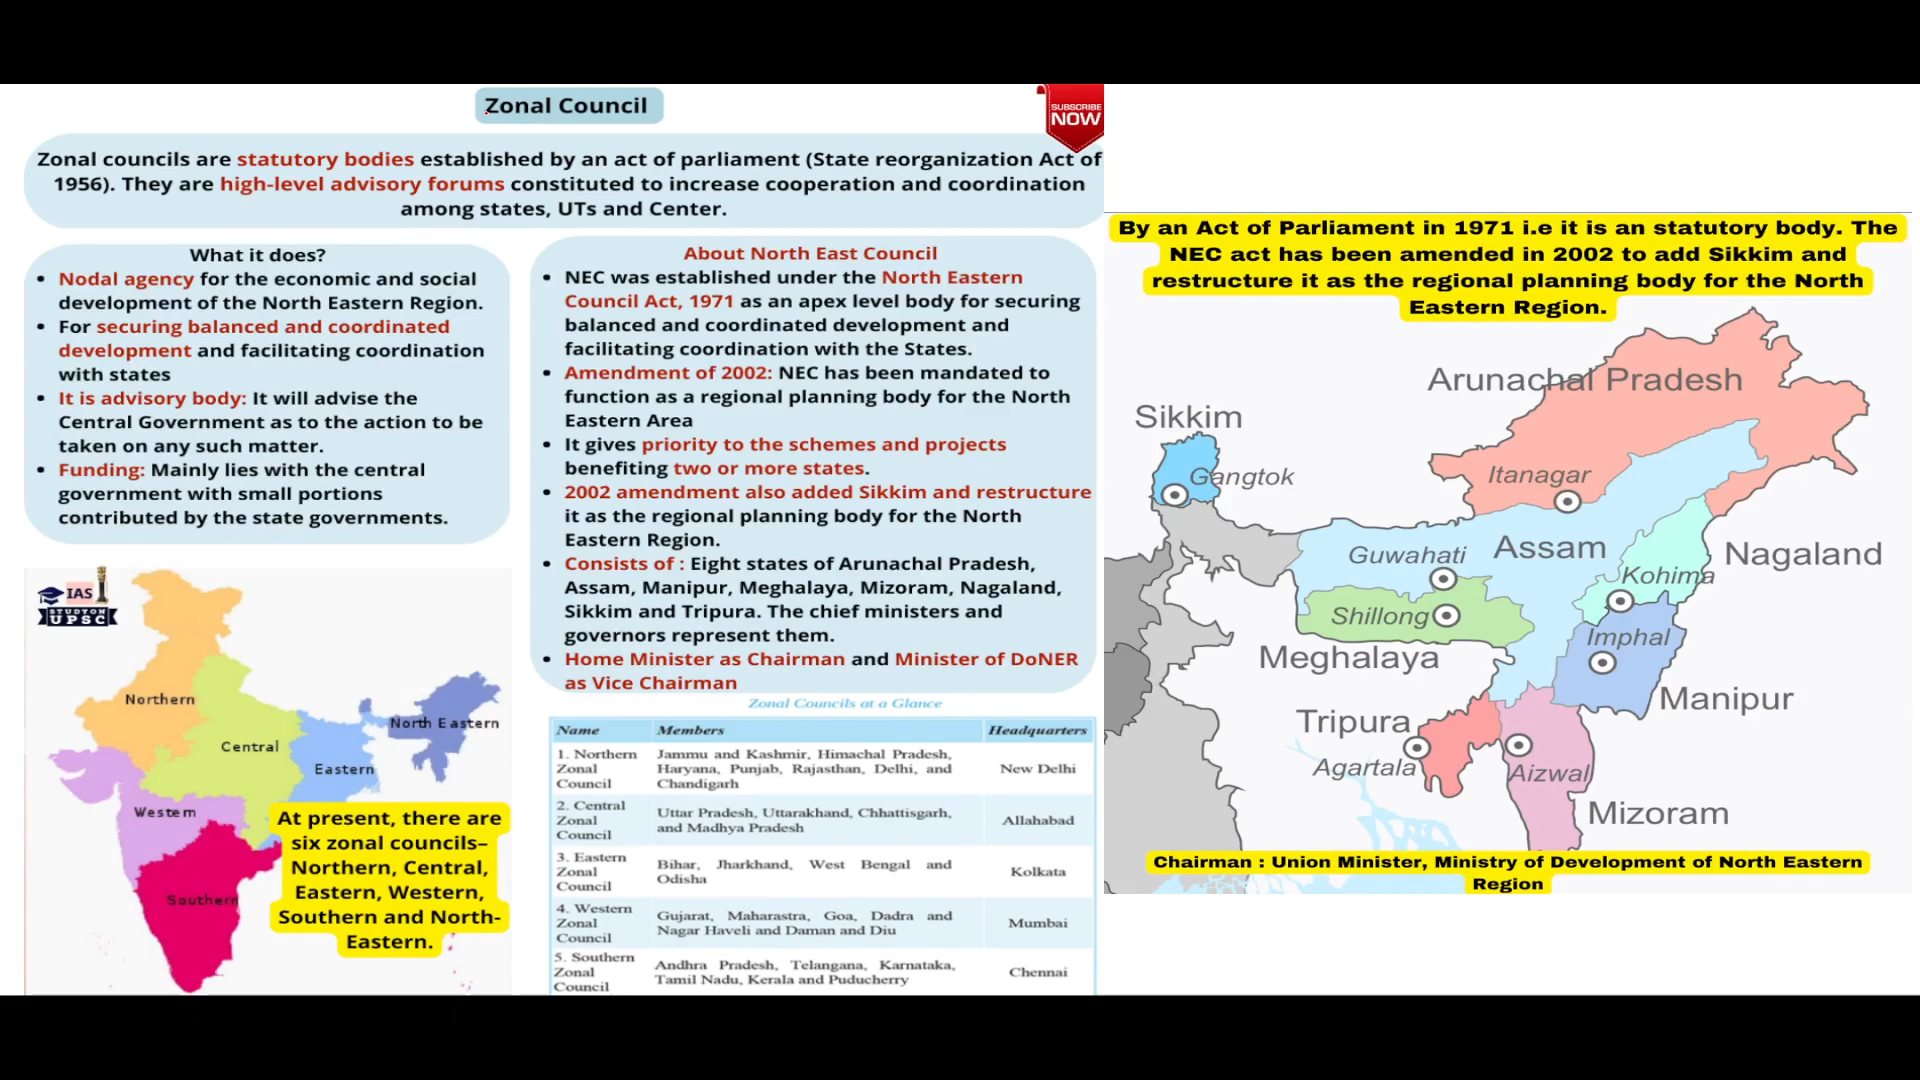 Zonal Council
SUBSCRIBE
NOW
Zonal councils are statutory bodies established by an act of parliament (State reorganization Act of
1956). They are high-level advisory forums constituted to increase cooperation and coordination
among states, UTs and Center.
What it does?
• Nodal agency for the economic and social
development of the North Eastern Region.
• For securing balanced and coordinated
development and facilitating coordination
with states
• It is advisory body: It will advise the
Central Government as to the action to be
taken on any such matter.
• Funding: Mainly lies with the central
government with small portions
contributed by the state governments.
About North East Council
• NEC was established under the North Eastern
Council Act, 1971 as an apex level body for securing
balanced and coordinated development and
facilitating coordination with the States.
• Amendment of 2002: NEC has been mandated to
function as a regional planning body for the North
Eastern Area
• It gives priority to the schemes and projects
benefiting two or more states.
• 2002 amendment also added Sikkim and restructure
it as the regional planning body for the North
Eastern Region.
• Consists of : Eight states of Arunachal Pradesh,
Assam, Manipur, Meghalaya, Mizoram, Nagaland,
Sikkim and Tripura. The chief ministers and
governors represent them.
• Home Minister as Chairman and Minister of DoNER
as Vice Chairman
IAS
STUDYON
UPSC
Northern
North Eastern
Central
Eastern
Western
Southern
At present, there are
six zonal councils–
Northern, Central,
Eastern, Western,
Southern and North-
Eastern.
Zonal Councils at a Glance
Name Members Headquarters
1. Northern Zonal Council
Jammu and Kashmir, Himachal Pradesh,
Haryana, Punjab, Rajasthan, Delhi, and
Chandigarh
New Delhi
2. Central Zonal Council
Uttar Pradesh, Uttarakhand, Chhattisgarh,
and Madhya Pradesh
Allahabad
3. Eastern Zonal Council
Bihar, Jharkhand, West Bengal and
Odisha
Kolkata
4. Western Zonal Council
Gujarat, Maharastra, Goa, Dadra and
Nagar Haveli and Daman and Diu
Mumbai
5. Southern Zonal Council
Andhra Pradesh, Telangana, Karnataka,
Tamil Nadu, Kerala and Puducherry
Chennai
By an Act of Parliament in 1971 i.e it is an statutory body. The
NEC act has been amended in 2002 to add Sikkim and
restructure it as the regional planning body for the North
Eastern Region.
Arunachal Pradesh
Sikkim
Gangtok
Itanagar
Guwahati
Assam
Nagaland
Kohima
Shillong
Imphal
Meghalaya
Manipur
Tripura
Agartala
Aizwal
Mizoram
Chairman : Union Minister, Ministry of Development of North Eastern
Region